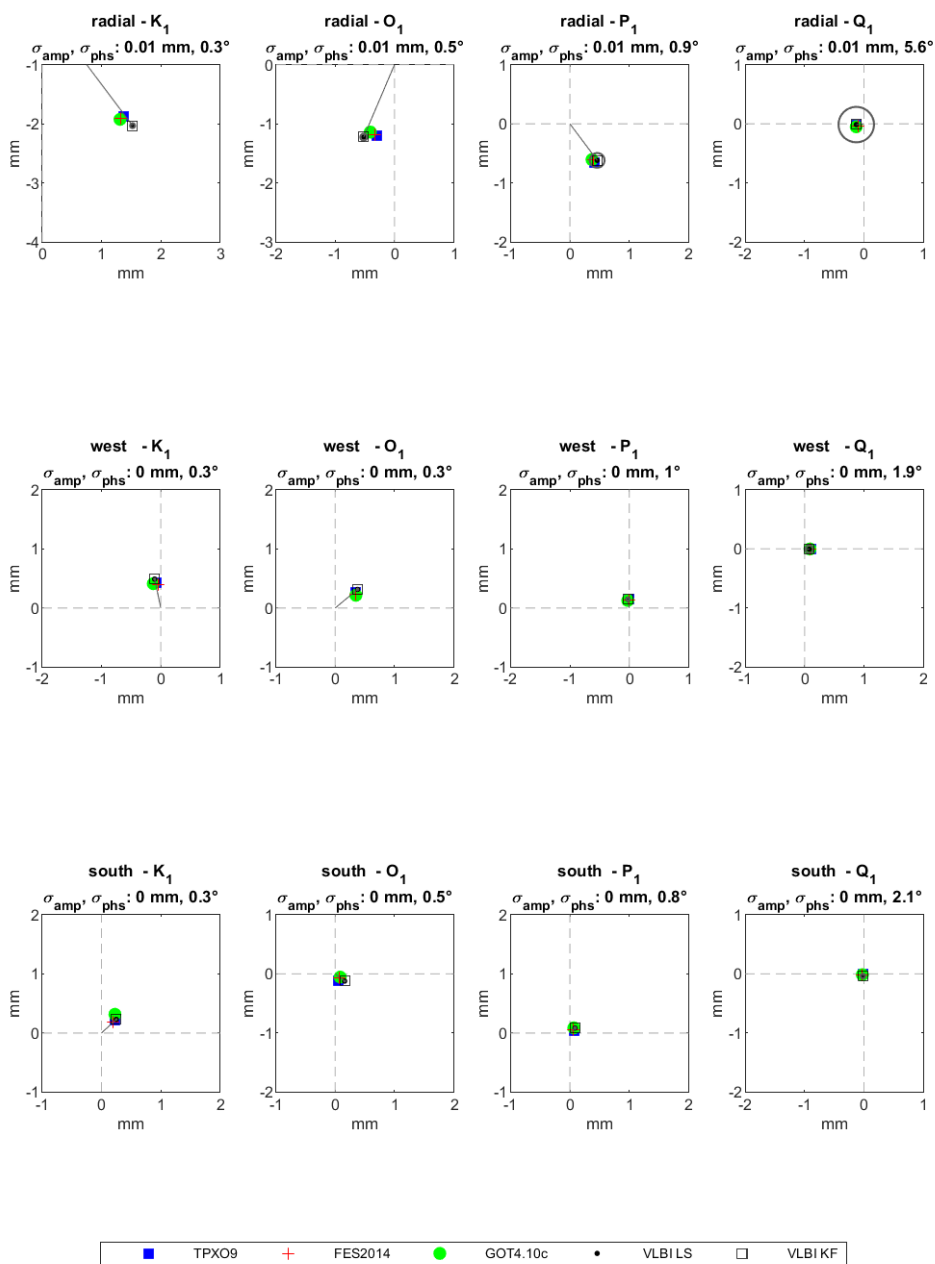 radial - K₁
σamp, σphs: 0.01 mm, 0.3°
-1
-2
-3
-4
mm
0
1
2
3
mm
radial - O₁
σamp, σphs: 0.01 mm, 0.5°
0
-1
-2
-3
mm
-2
-1
0
1
mm
radial - P₁
σamp, σphs: 0.01 mm, 0.9°
1
0
-1
-2
mm
-1
0
1
2
mm
radial - Q₁
σamp, σphs: 0.01 mm, 5.6°
1
0
-1
-2
mm
-2
-1
0
1
mm
west - K₁
σamp, σphs: 0 mm, 0.3°
2
1
0
-1
mm
-2
-1
0
1
mm
west - O₁
σamp, σphs: 0 mm, 0.3°
2
1
0
-1
mm
-1
0
1
2
mm
west - P₁
σamp, σphs: 0 mm, 1°
2
1
0
-1
mm
-2
-1
0
1
mm
west - Q₁
σamp, σphs: 0 mm, 1.9°
1
0
-1
-2
mm
-1
0
1
2
mm
south - K₁
σamp, σphs: 0 mm, 0.3°
2
1
0
-1
mm
-1
0
1
2
mm
south - O₁
σamp, σphs: 0 mm, 0.5°
1
0
-1
-2
mm
-1
0
1
2
mm
south - P₁
σamp, σphs: 0 mm, 0.8°
2
1
0
-1
mm
-1
0
1
2
mm
south - Q₁
σamp, σphs: 0 mm, 2.1°
1
0
-1
-2
mm
-2
-1
0
1
mm
TPXO9 FES2014 GOT4.10c VLBI LS VLBI KF